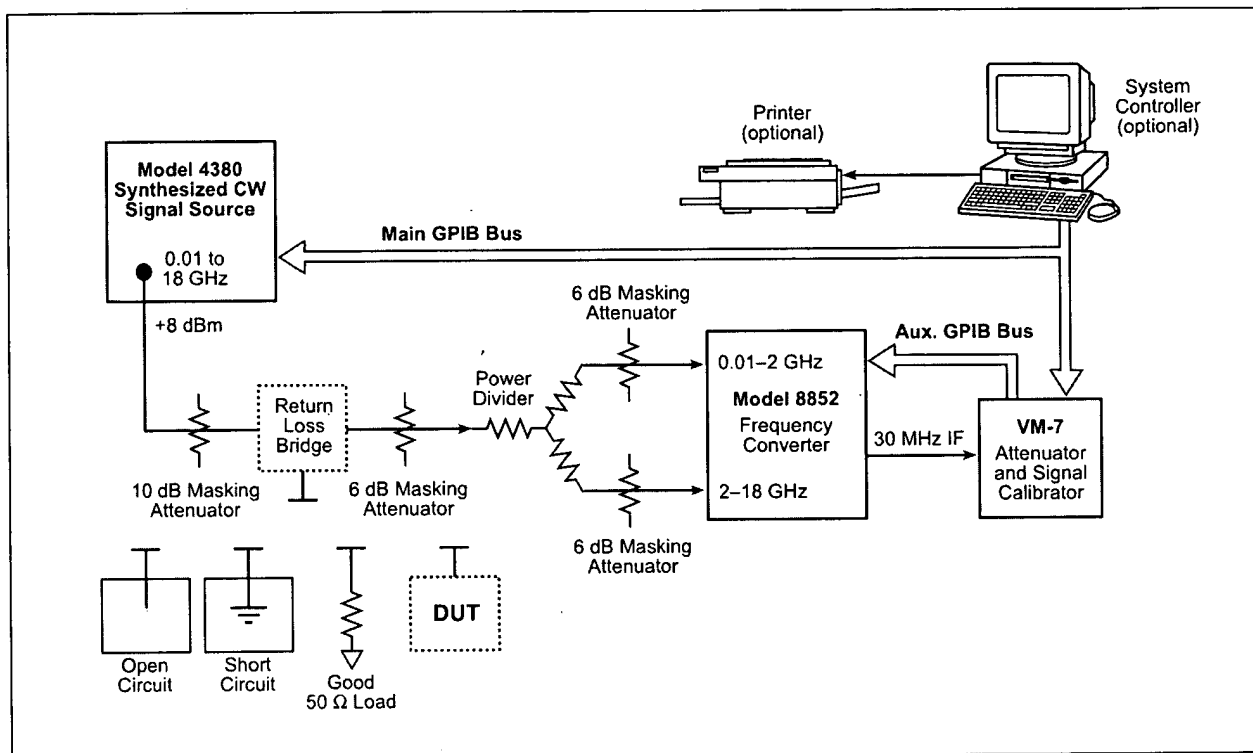 Printer
(optional)
System
Controller
(optional)
Model 4380
Synthesized CW
Signal Source
0.01 to
18 GHz
+8 dBm
Main GPIB Bus
6 dB Masking
Attenuator
Aux. GPIB Bus
Power
Divider
Return
Loss
Bridge
10 dB Masking
Attenuator
6 dB Masking
Attenuator
0.01–2 GHz
Model 8852
Frequency
Converter
2–18 GHz
30 MHz IF
VM-7
Attenuator
and Signal
Calibrator
6 dB Masking
Attenuator
Open
Circuit
Short
Circuit
Good
50 Ω Load
DUT